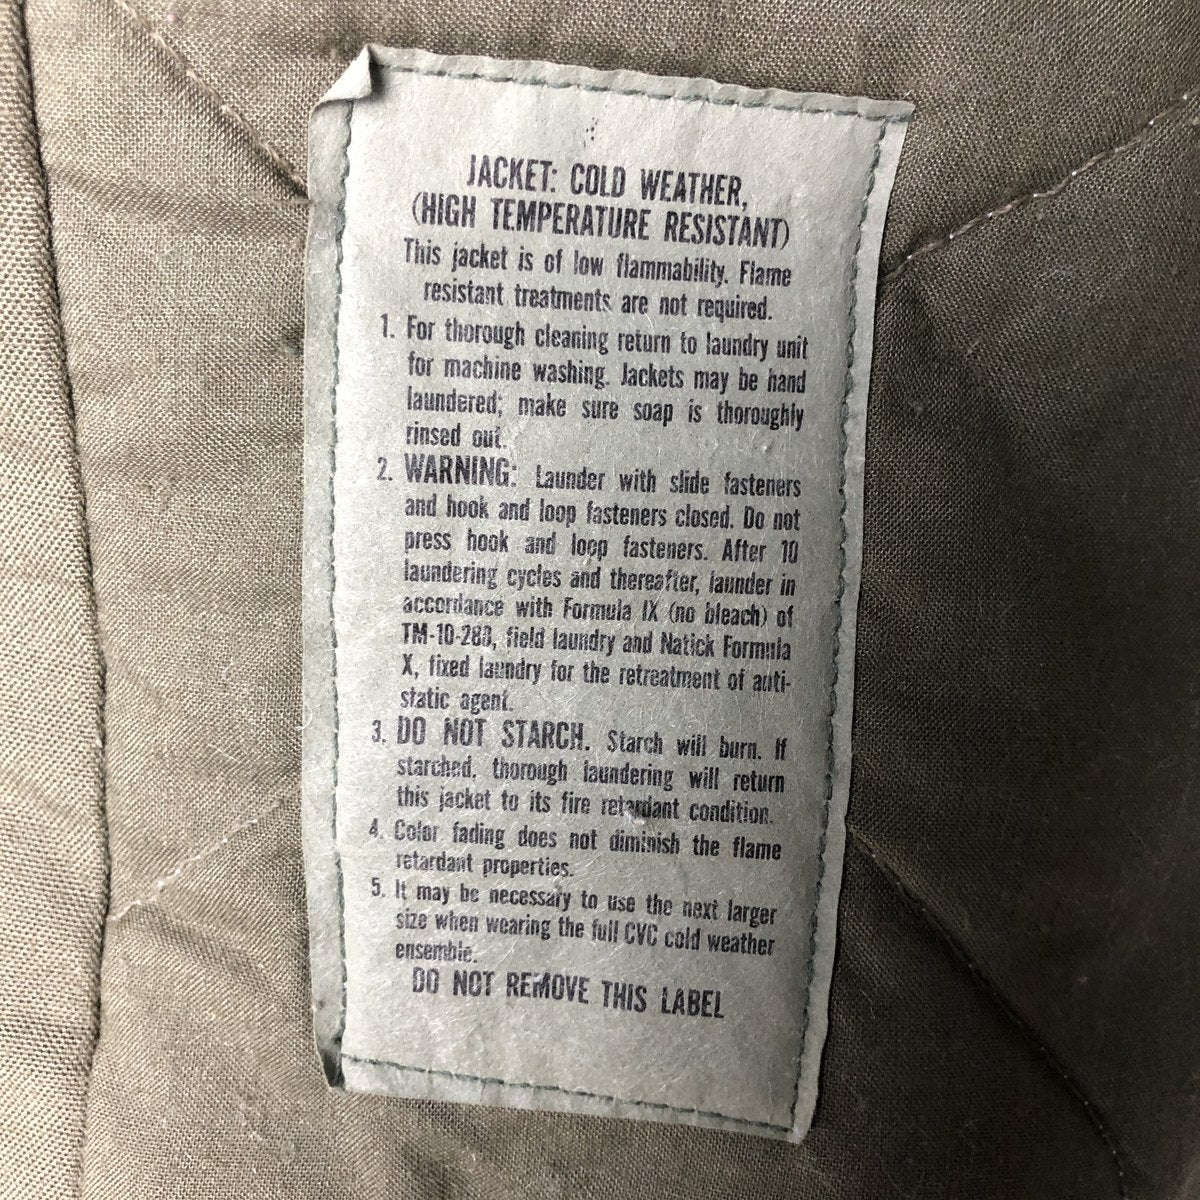 JACKET: COLD WEATHER,
(HIGH TEMPERATURE RESISTANT)
This jacket is of low flammability. Flame
resistant treatments are not required.
1. For thorough cleaning return to laundry unit
for machine washing. Jackets may be hand
laundered; make sure soap is thoroughly
rinsed out.
2. WARNING: Launder with slide fasteners
and hook and loop fasteners closed. Do not
press hook and loop fasteners. After 10
laundering cycles and thereafter, launder in
accordance with Formula IX (no bleach) of
TM-10-280, field laundry and Natick Formula
X, fixed laundry for the retreatment of anti-
static agent.
3. DO NOT STARCH. Starch will burn. If
starched, thorough laundering will return
this jacket to its fire retardant condition.
4. Color fading does not diminish the flame
retardant properties.
5. It may be necessary to use the next larger
size when wearing the full CVC cold weather
ensemble.
DO NOT REMOVE THIS LABEL